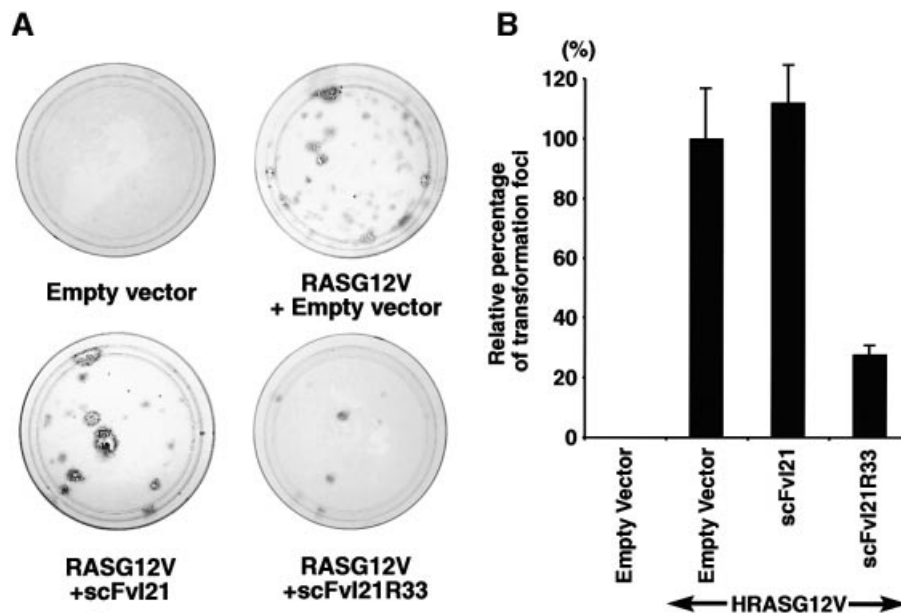 A
Empty vector
RASG12V
+ Empty vector
RASG12V
+scFvI21
RASG12V
+scFvI21R33
B
(%)
120
100
80
60
40
20
0
Relative percentage
of transformation foci
Empty Vector
Empty Vector
scFvI21
scFvI21R33
HRASG12V